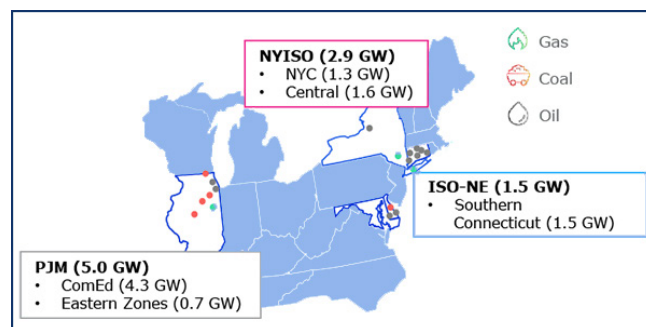 NYISO (2.9 GW)
• NYC (1.3 GW)
• Central (1.6 GW)
Gas
Coal
Oil
ISO-NE (1.5 GW)
• Southern
Connecticut (1.5 GW)
PJM (5.0 GW)
• ComEd (4.3 GW)
• Eastern Zones (0.7 GW)